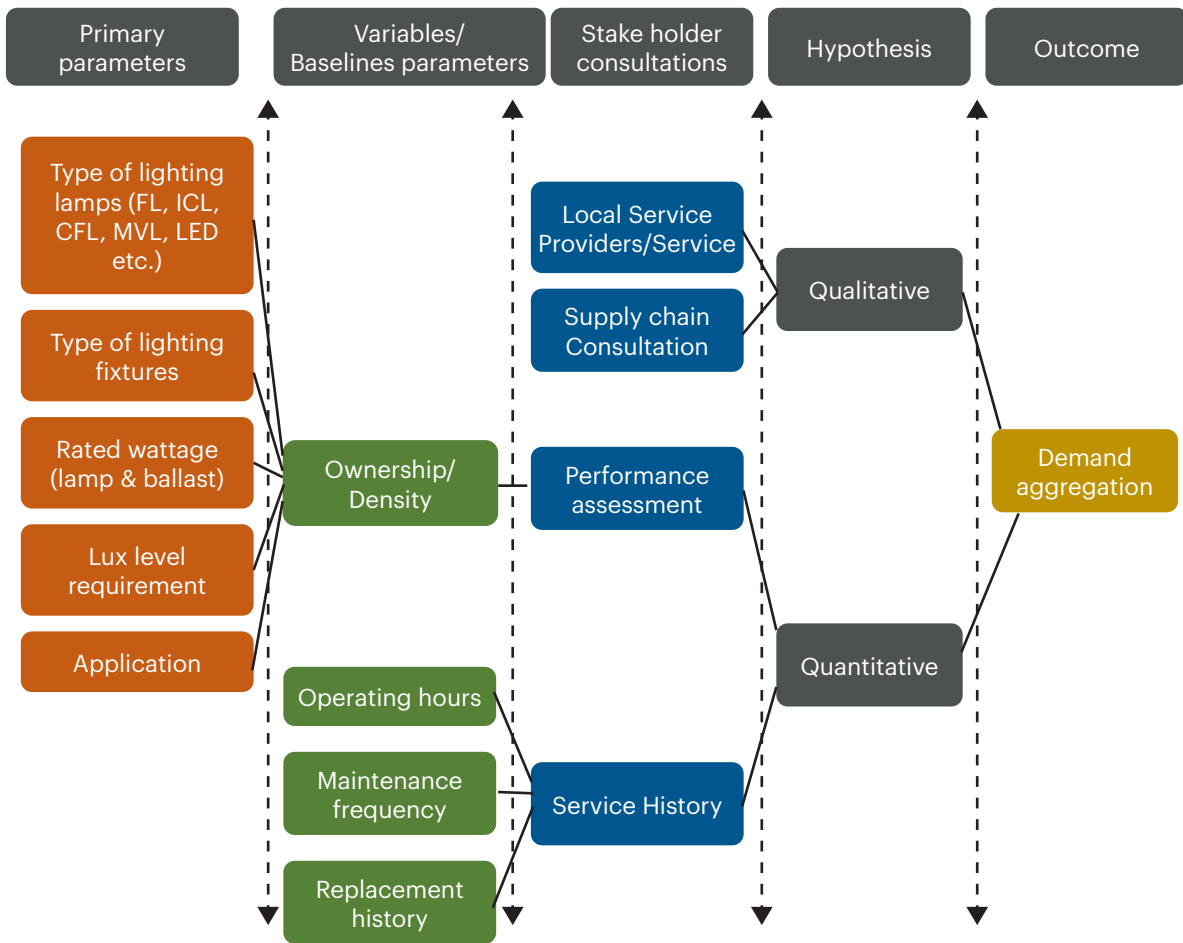 Primary
parameters
Variables/
Baselines parameters
Stake holder
consultations
Hypothesis
Outcome
Type of lighting
lamps (FL, ICL,
CFL, MVL, LED
etc.)
Type of lighting
fixtures
Rated wattage
(lamp & ballast)
Lux level
requirement
Application
Ownership/
Density
Operating hours
Maintenance
frequency
Replacement
history
Local Service
Providers/Service
Supply chain
Consultation
Performance
assessment
Service History
Qualitative
Quantitative
Demand
aggregation